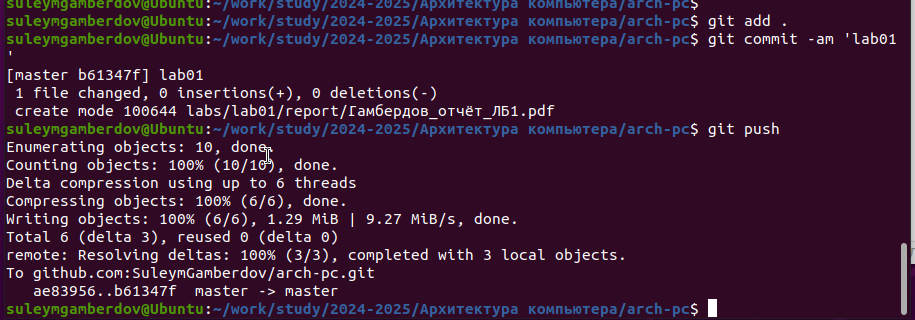 suleymgamberdov@Ubuntu:~/work/study/2024-2025/Архитектура компьютера/arch-pc$
suleymgamberdov@Ubuntu:~/work/study/2024-2025/Архитектура компьютера/arch-pc$ git add .
suleymgamberdov@Ubuntu:~/work/study/2024-2025/Архитектура компьютера/arch-pc$ git commit -am 'lab01
'
[master b61347f] lab01
 1 file changed, 0 insertions(+), 0 deletions(-)
 create mode 100644 labs/lab01/report/Гамбердов_отчёт_ЛБ1.pdf
suleymgamberdov@Ubuntu:~/work/study/2024-2025/Архитектура компьютера/arch-pc$ git push
Enumerating objects: 10, done.
Counting objects: 100% (10/10), done.
Delta compression using up to 6 threads
Compressing objects: 100% (6/6), done.
Writing objects: 100% (6/6), 1.29 MiB | 9.27 MiB/s, done.
Total 6 (delta 3), reused 0 (delta 0)
remote: Resolving deltas: 100% (3/3), completed with 3 local objects.
To github.com:SuleymGamberdov/arch-pc.git
   ae83956..b61347f  master -> master
suleymgamberdov@Ubuntu:~/work/study/2024-2025/Архитектура компьютера/arch-pc$